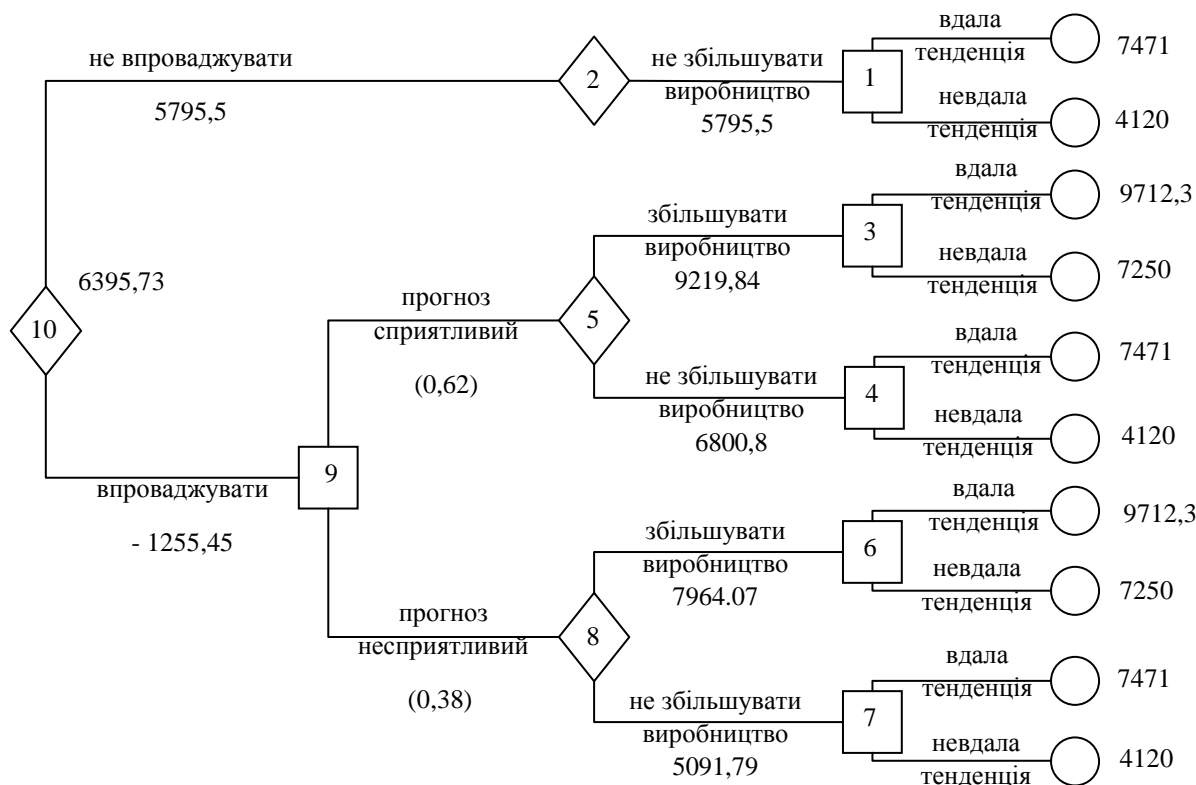 не впроваджувати
5795,5
2
не збільшувати
виробництво
5795,5
1
вдала
тенденція
7471
невдала
тенденція
4120
6395,73
10
впроваджувати
- 1255,45
9
прогноз
сприятливий
(0,62)
5
збільшувати
виробництво
9219,84
3
вдала
тенденція
9712,3
невдала
тенденція
7250
не збільшувати
виробництво
6800,8
4
вдала
тенденція
7471
невдала
тенденція
4120
прогноз
несприятливий
(0,38)
8
збільшувати
виробництво
7964.07
6
вдала
тенденція
9712,3
невдала
тенденція
7250
не збільшувати
виробництво
5091,79
7
вдала
тенденція
7471
невдала
тенденція
4120